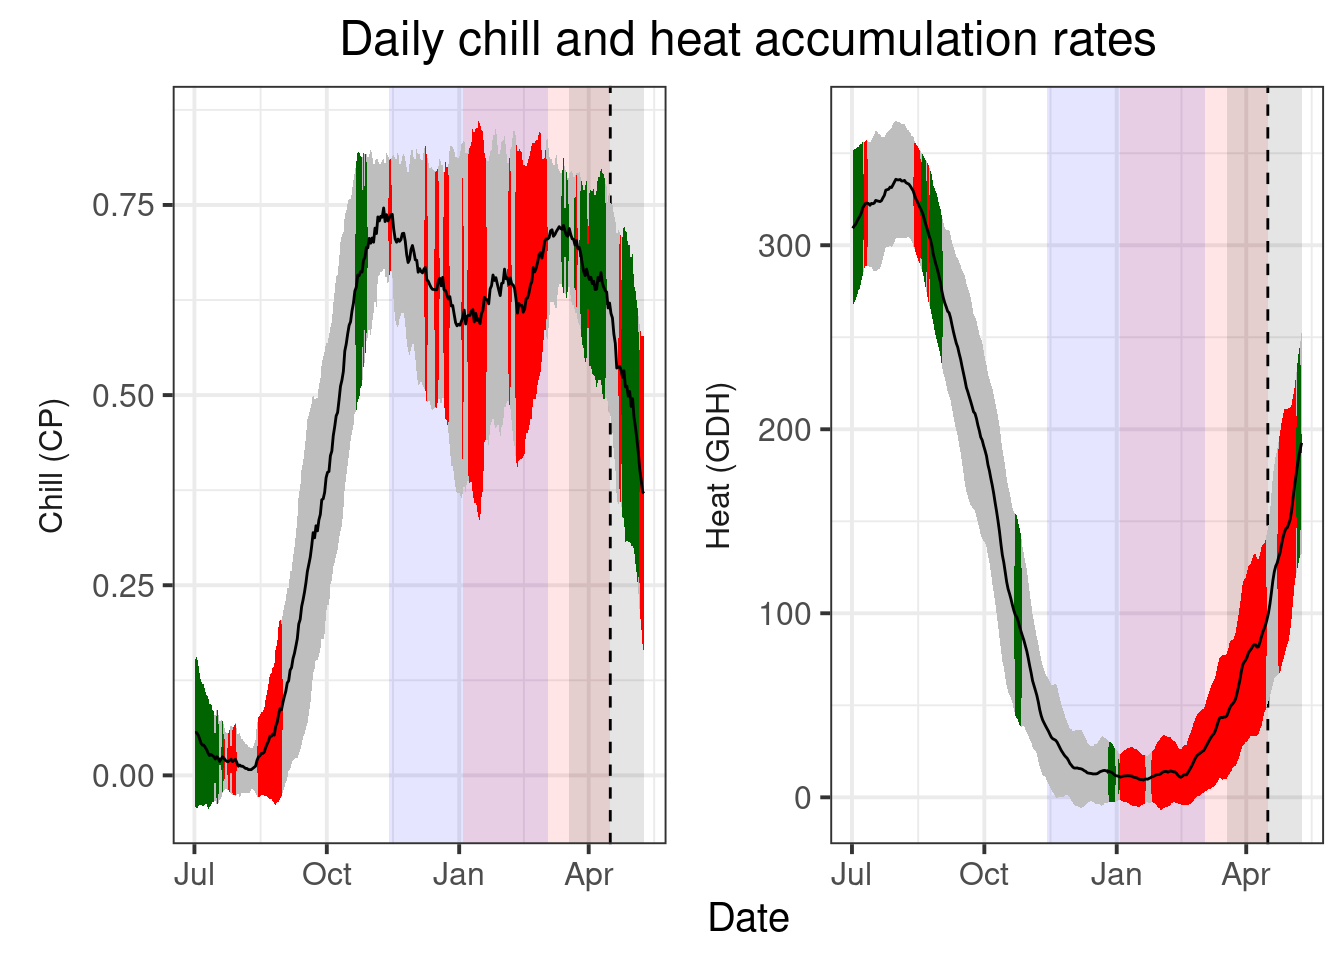 Daily chill and heat accumulation rates
Chill (CP)
0.75
0.50
0.25
0.00
Jul Oct Jan Apr
Heat (GDH)
300
200
100
0
Jul Oct Jan Apr
Date